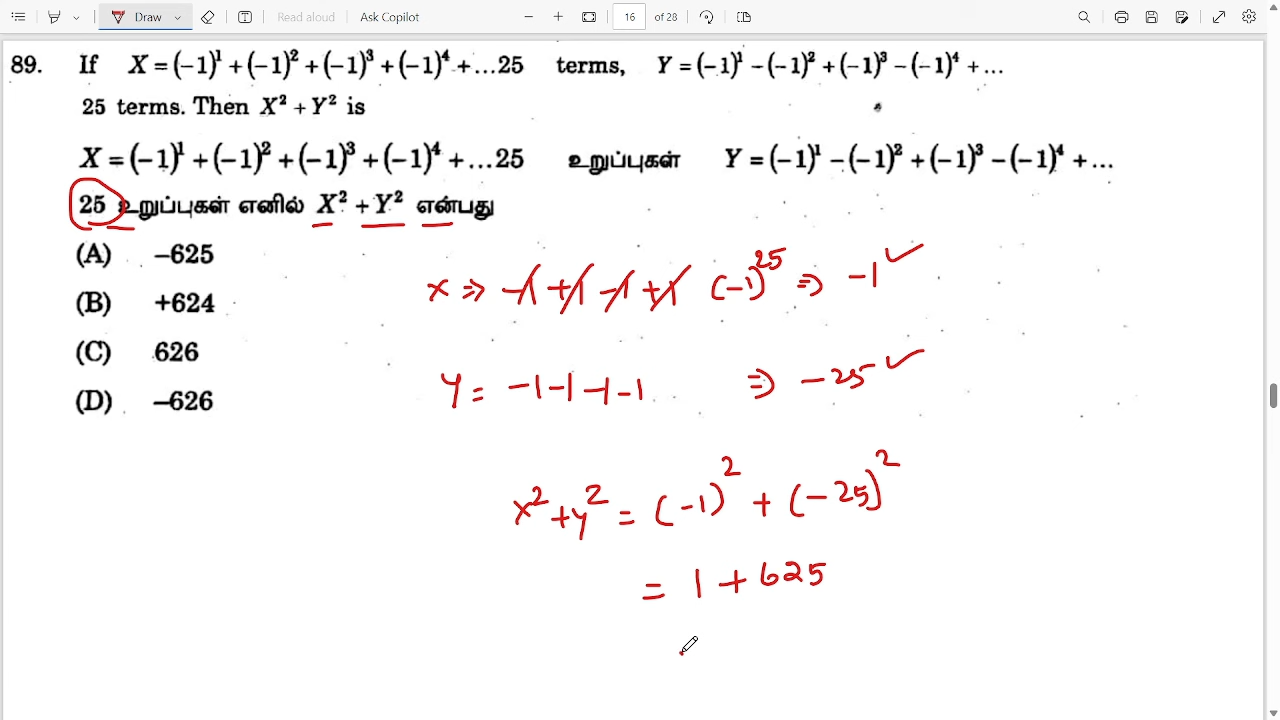 Draw Read aloud Ask Copilot 16 of 28
89. If X = (−1)¹ + (−1)² + (−1)³ + (−1)⁴ + ...25 terms, Y = (−1)¹ − (−1)² + (−1)³ − (−1)⁴ + ...
25 terms. Then X² + Y² is
X = (−1)¹ + (−1)² + (−1)³ + (−1)⁴ + ...25 உறுப்புகள் Y = (−1)¹ − (−1)² + (−1)³ − (−1)⁴ + ...
25 உறுப்புகள் எனில் X² + Y² என்பது
(A) −625
(B) +624
(C) 626
(D) −626
x ⇒ −1 +1 −1 +1 (−1)²⁵ ⇒ −1 ✓
y = −1 −1 −1 −1 ⇒ −25 ✓
x² + y² = (−1)² + (−25)²
= 1 + 625